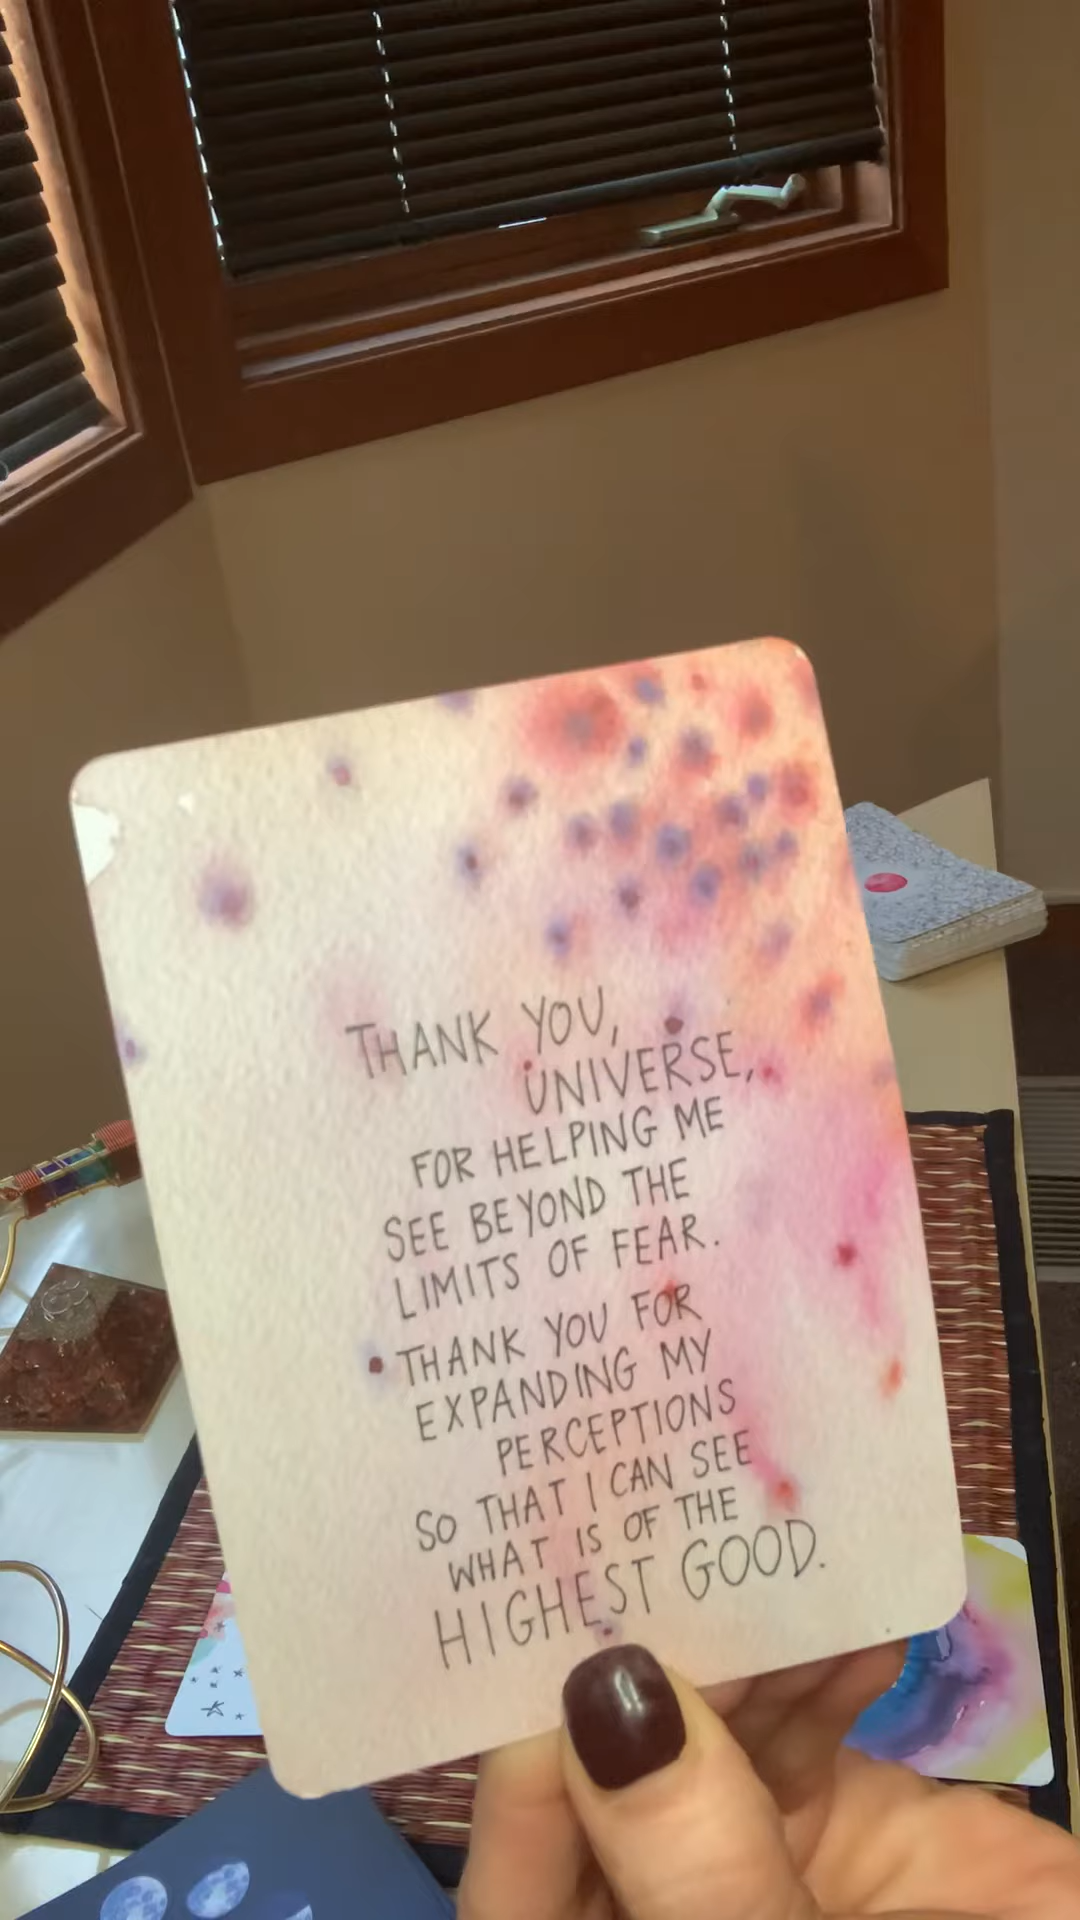 THANK YOU,
UNIVERSE,
FOR HELPING ME
SEE BEYOND THE
LIMITS OF FEAR.
THANK YOU FOR
EXPANDING MY
PERCEPTIONS
SO THAT I CAN SEE
WHAT IS OF THE
HIGHEST GOOD.